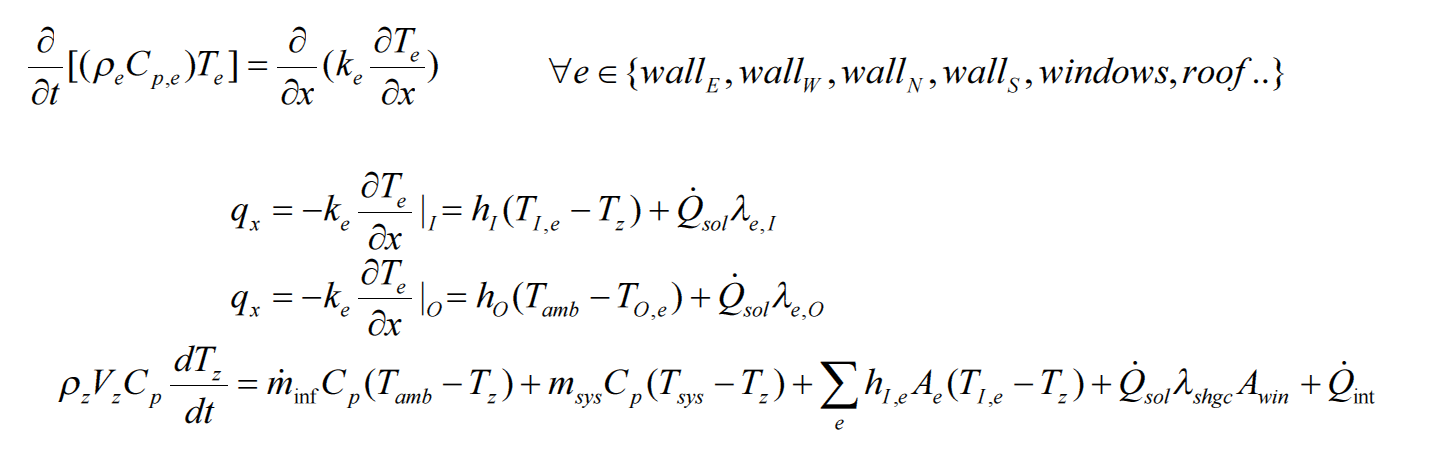 ∂/∂t [(ρ_e C_{p,e})T_e] = ∂/∂x (k_e ∂T_e/∂x)   ∀e ∈ {wall_E, wall_W, wall_N, wall_S, windows, roof..}
q_x = −k_e ∂T_e/∂x |_I = h_I(T_{I,e} − T_z) + Q̇_{sol} λ_{e,I}
q_x = −k_e ∂T_e/∂x |_O = h_O(T_{amb} − T_{O,e}) + Q̇_{sol} λ_{e,O}
ρ_z V_z C_p dT_z/dt = ṁ_{inf} C_p(T_{amb} − T_z) + m_{sys} C_p(T_{sys} − T_z) + ∑_e h_{I,e} A_e(T_{I,e} − T_z) + Q̇_{sol} λ_{shgc} A_{win} + Q̇_{int}